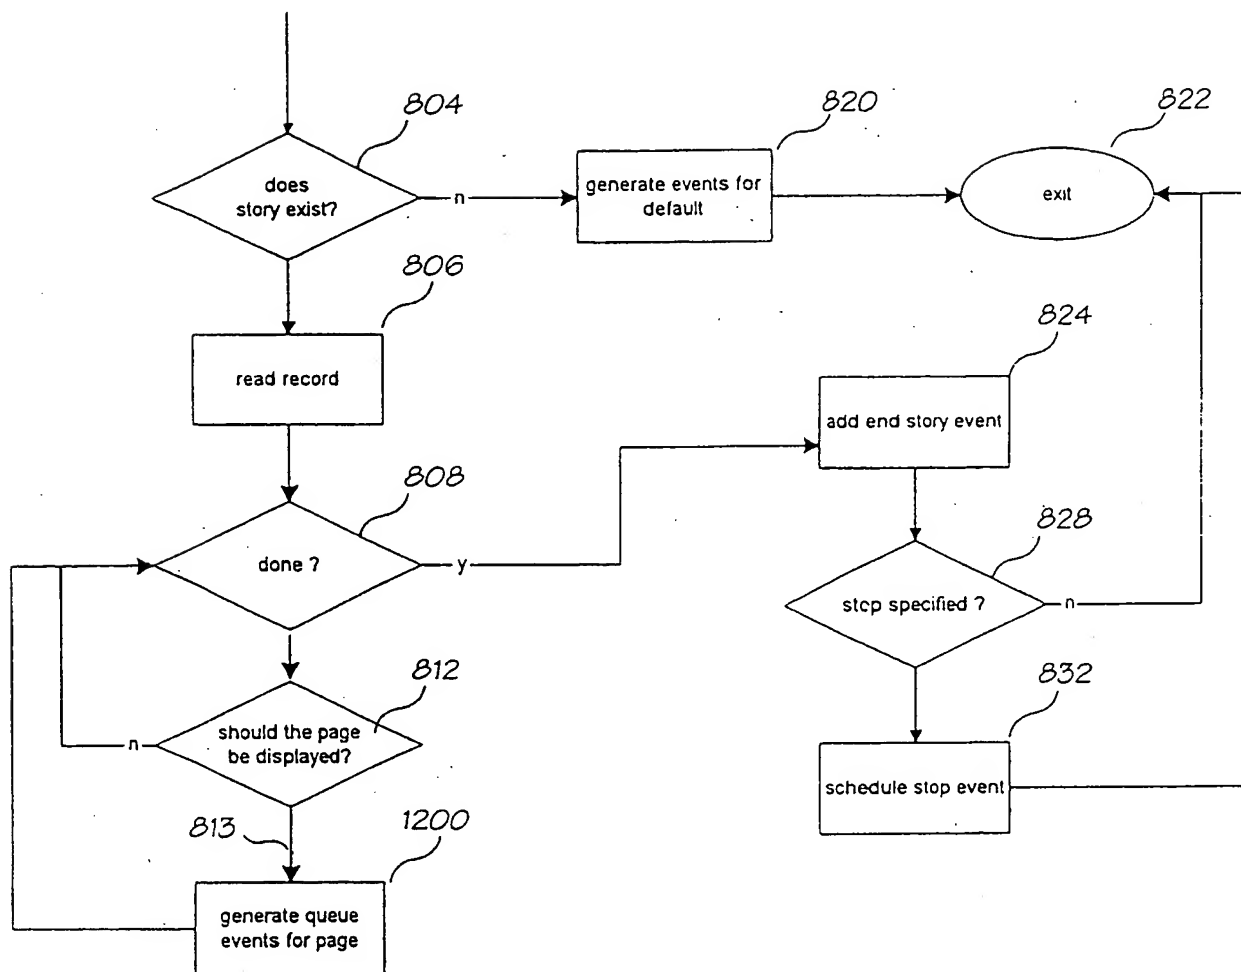 804
does
story exist?
n
820
generate events for
default
822
exit
806
read record
824
add end story event
808
done ?
y
828
stop specified ?
n
812
should the page
be displayed?
n
832
schedule stop event
813
1200
generate queue
events for page